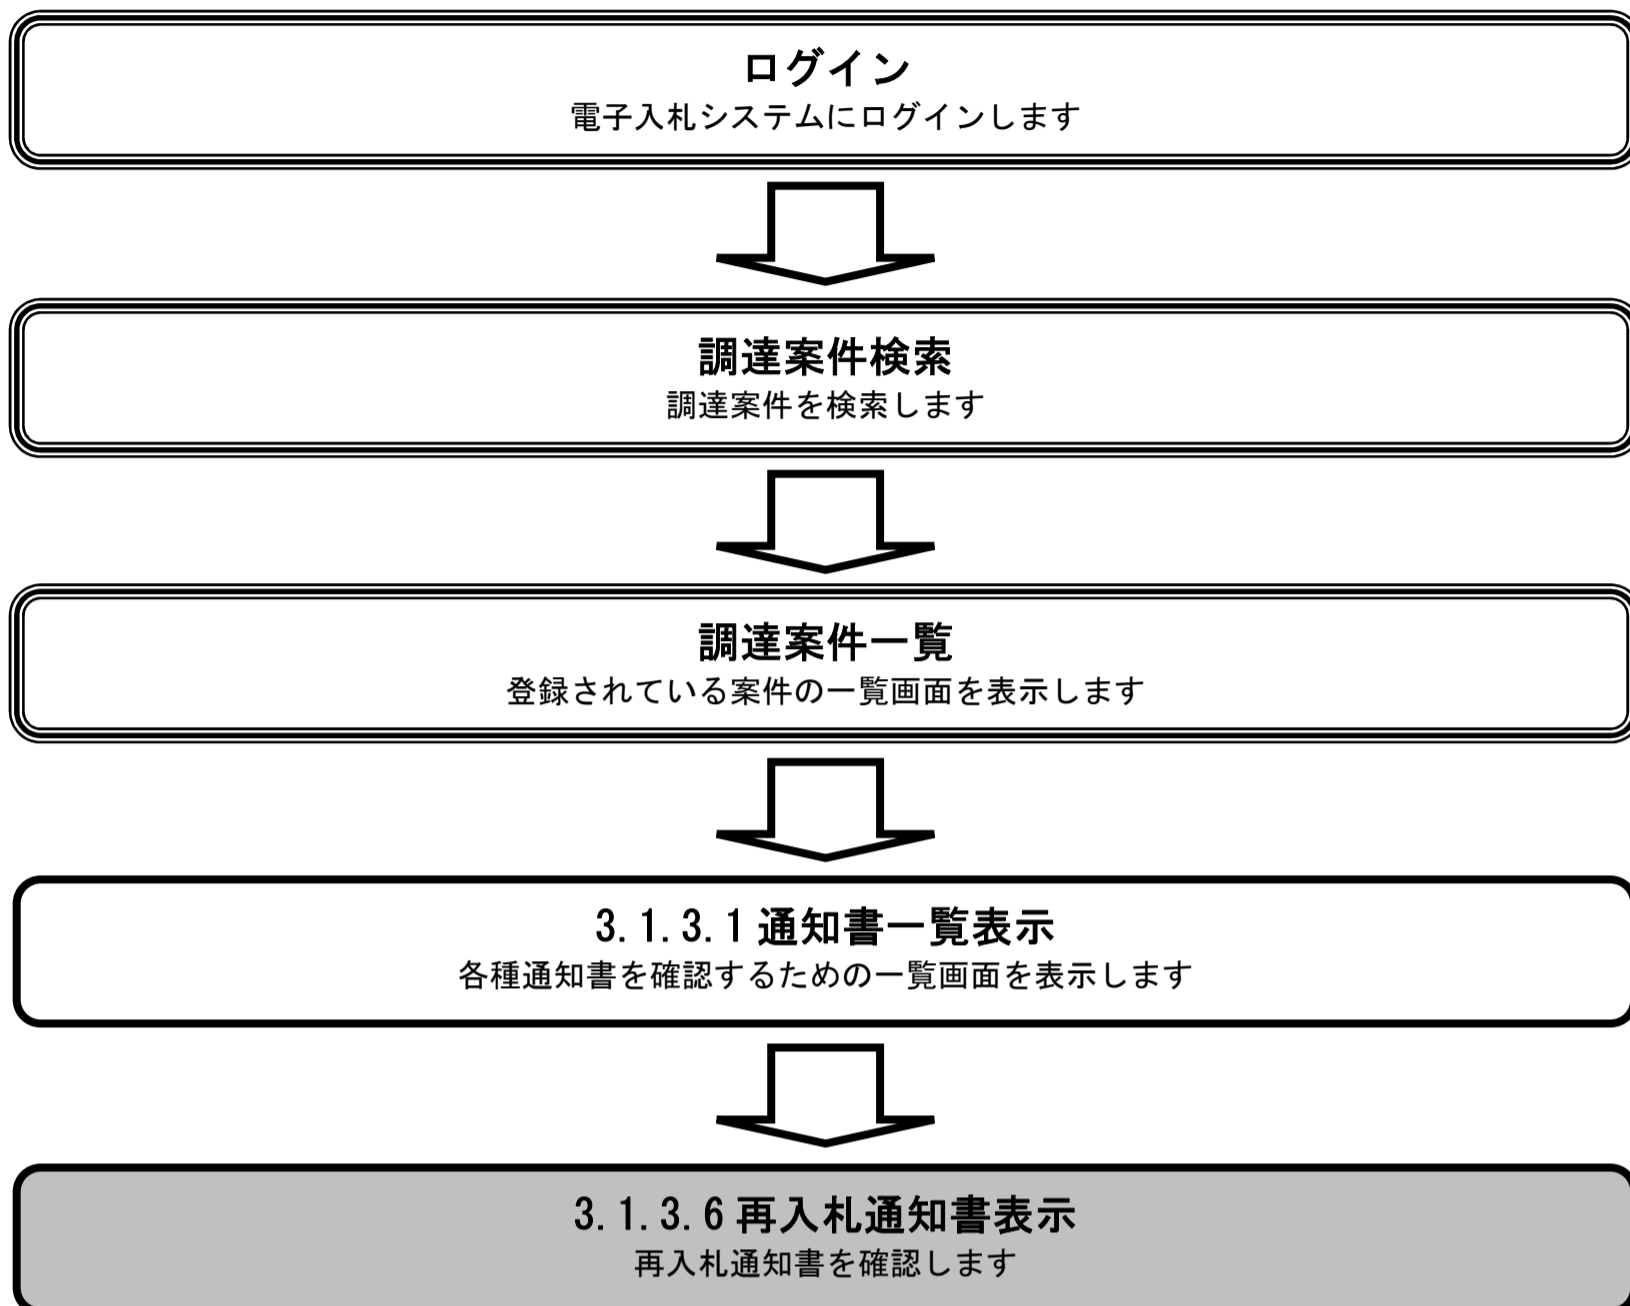 ログイン
電子入札システムにログインします
調達案件検索
調達案件を検索します
調達案件一覧
登録されている案件の一覧画面を表示します
3.1.3.1 通知書一覧表示
各種通知書を確認するための一覧画面を表示します
3.1.3.6 再入札通知書表示
再入札通知書を確認します